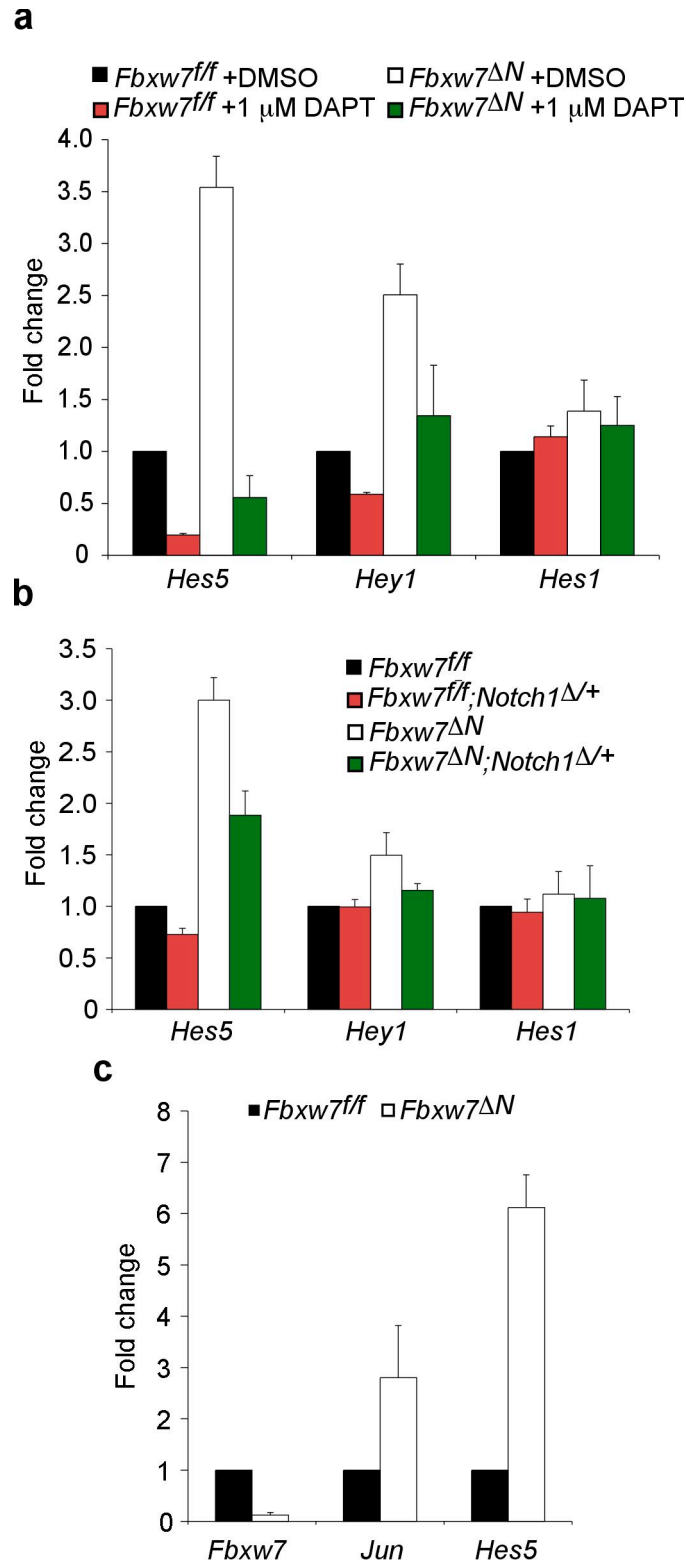 a
Fbxw7f/f +DMSO Fbxw7ΔN +DMSO
Fbxw7f/f +1 μM DAPT Fbxw7ΔN +1 μM DAPT
4.0
3.5
3.0
2.5
2.0
1.5
1.0
0.5
0
Fold change
Hes5 Hey1 Hes1
b
Fbxw7f/f
Fbxw7f/f;Notch1Δ/+
Fbxw7ΔN
Fbxw7ΔN;Notch1Δ/+
3.5
3.0
2.5
2.0
1.5
1.0
0.5
0
Fold change
Hes5 Hey1 Hes1
c
Fbxw7f/f Fbxw7ΔN
8
7
6
5
4
3
2
1
0
Fold change
Fbxw7 Jun Hes5